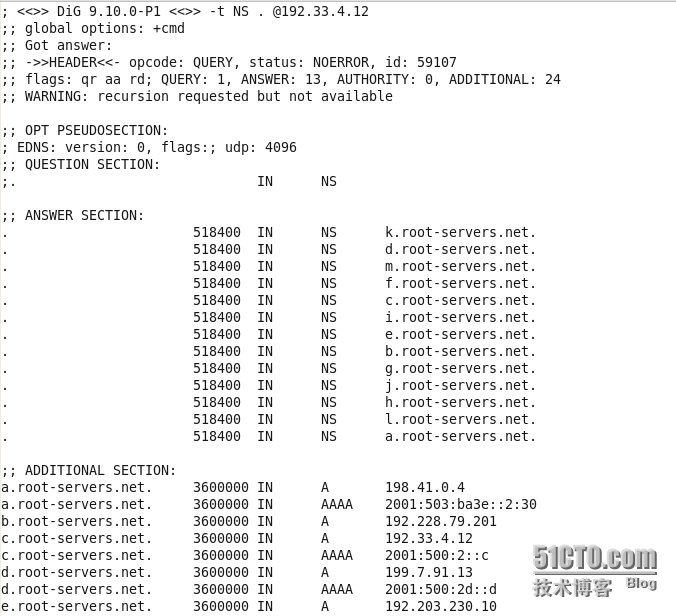 ; <<>> DiG 9.10.0-P1 <<>> -t NS . @192.33.4.12
;; global options: +cmd
;; Got answer:
;; ->>HEADER<<- opcode: QUERY, status: NOERROR, id: 59107
;; flags: qr aa rd; QUERY: 1, ANSWER: 13, AUTHORITY: 0, ADDITIONAL: 24
;; WARNING: recursion requested but not available
;; OPT PSEUDOSECTION:
; EDNS: version: 0, flags:; udp: 4096
;; QUESTION SECTION:
;. IN NS
;; ANSWER SECTION:
. 518400 IN NS k.root-servers.net.
. 518400 IN NS d.root-servers.net.
. 518400 IN NS m.root-servers.net.
. 518400 IN NS f.root-servers.net.
. 518400 IN NS c.root-servers.net.
. 518400 IN NS i.root-servers.net.
. 518400 IN NS e.root-servers.net.
. 518400 IN NS b.root-servers.net.
. 518400 IN NS g.root-servers.net.
. 518400 IN NS j.root-servers.net.
. 518400 IN NS h.root-servers.net.
. 518400 IN NS l.root-servers.net.
. 518400 IN NS a.root-servers.net.
;; ADDITIONAL SECTION:
a.root-servers.net. 3600000 IN A 198.41.0.4
a.root-servers.net. 3600000 IN AAAA 2001:503:ba3e::2:30
b.root-servers.net. 3600000 IN A 192.228.79.201
c.root-servers.net. 3600000 IN A 192.33.4.12
c.root-servers.net. 3600000 IN AAAA 2001:500:2::c
d.root-servers.net. 3600000 IN A 199.7.91.13
d.root-servers.net. 3600000 IN AAAA 2001:500:2d::d
e.root-servers.net. 3600000 IN A 192.203.230.10
51CTO.com
技术博客 Blog